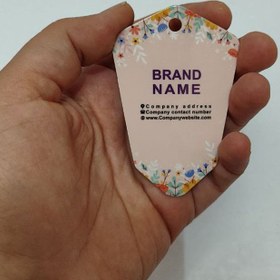 BRAND
NAME
Company address
Company contact number
www.Companywebsite.com